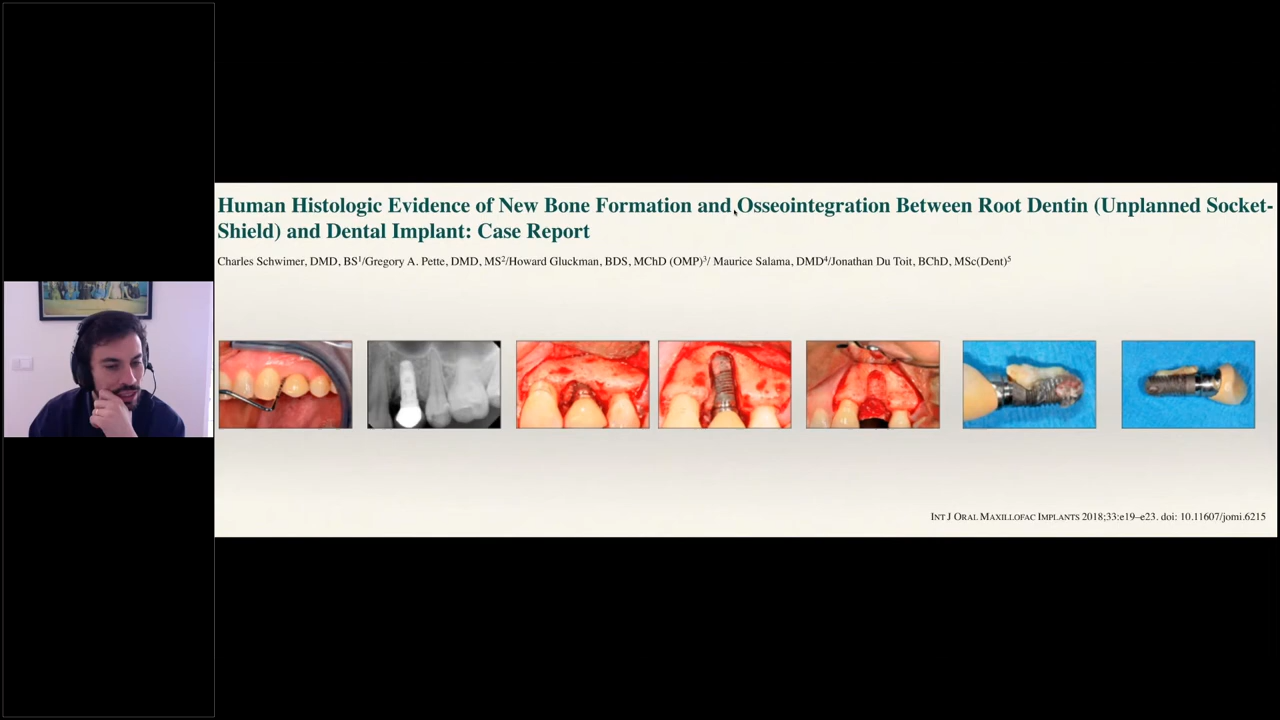 Human Histologic Evidence of New Bone Formation and Osseointegration Between Root Dentin (Unplanned Socket-
Shield) and Dental Implant: Case Report
Charles Schwimer, DMD, BS1/Gregory A. Pette, DMD, MS2/Howard Gluckman, BDS, MChD (OMP)3/ Maurice Salama, DMD4/Jonathan Du Toit, BChD, MSc(Dent)5
INT J ORAL MAXILLOFAC IMPLANTS 2018;33:e19–e23. doi: 10.11607/jomi.6215